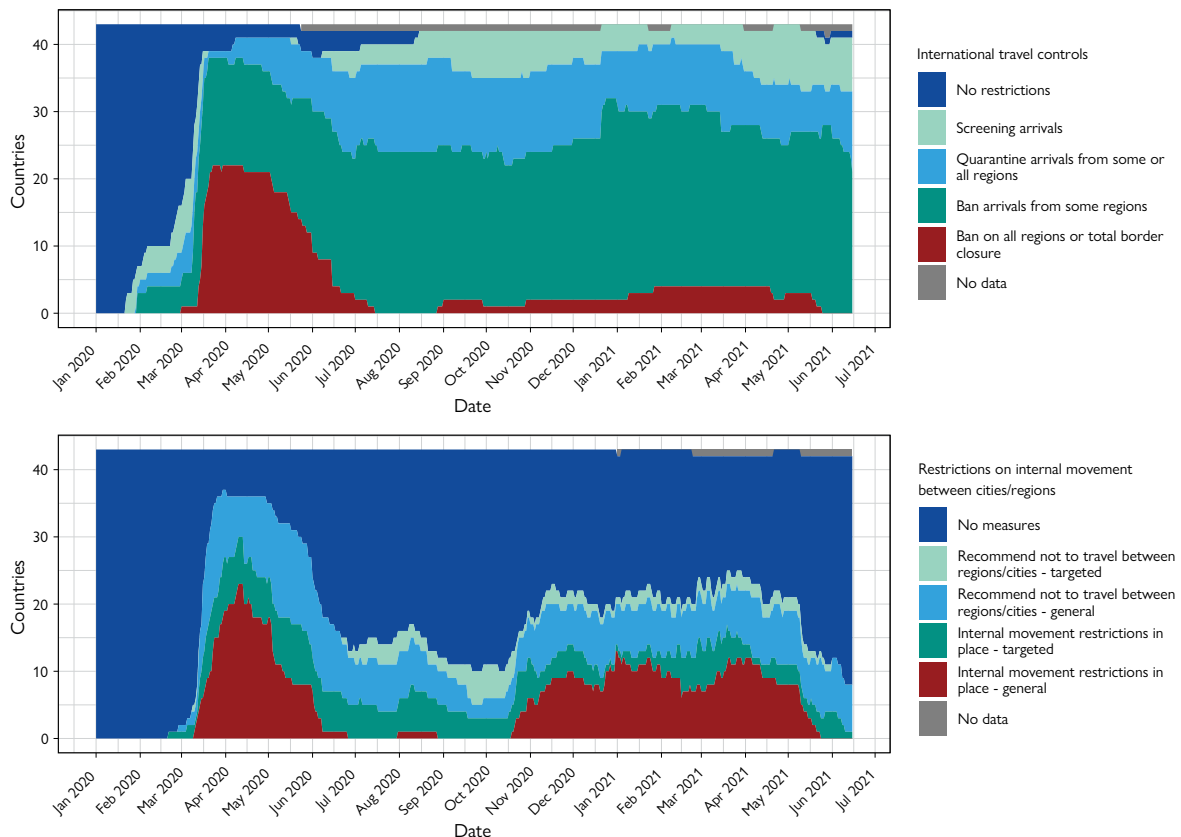 40
30
20
10
0
Countries
Jan 2020
Feb 2020
Mar 2020
Apr 2020
May 2020
Jun 2020
Jul 2020
Aug 2020
Sep 2020
Oct 2020
Nov 2020
Dec 2020
Jan 2021
Feb 2021
Mar 2021
Apr 2021
May 2021
Jun 2021
Jul 2021
Date
International travel controls
No restrictions
Screening arrivals
Quarantine arrivals from some or
all regions
Ban arrivals from some regions
Ban on all regions or total border
closure
No data
40
30
20
10
0
Countries
Jan 2020
Feb 2020
Mar 2020
Apr 2020
May 2020
Jun 2020
Jul 2020
Aug 2020
Sep 2020
Oct 2020
Nov 2020
Dec 2020
Jan 2021
Feb 2021
Mar 2021
Apr 2021
May 2021
Jun 2021
Jul 2021
Date
Restrictions on internal movement
between cities/regions
No measures
Recommend not to travel between
regions/cities - targeted
Recommend not to travel between
regions/cities - general
Internal movement restrictions in
place - targeted
Internal movement restrictions in
place - general
No data